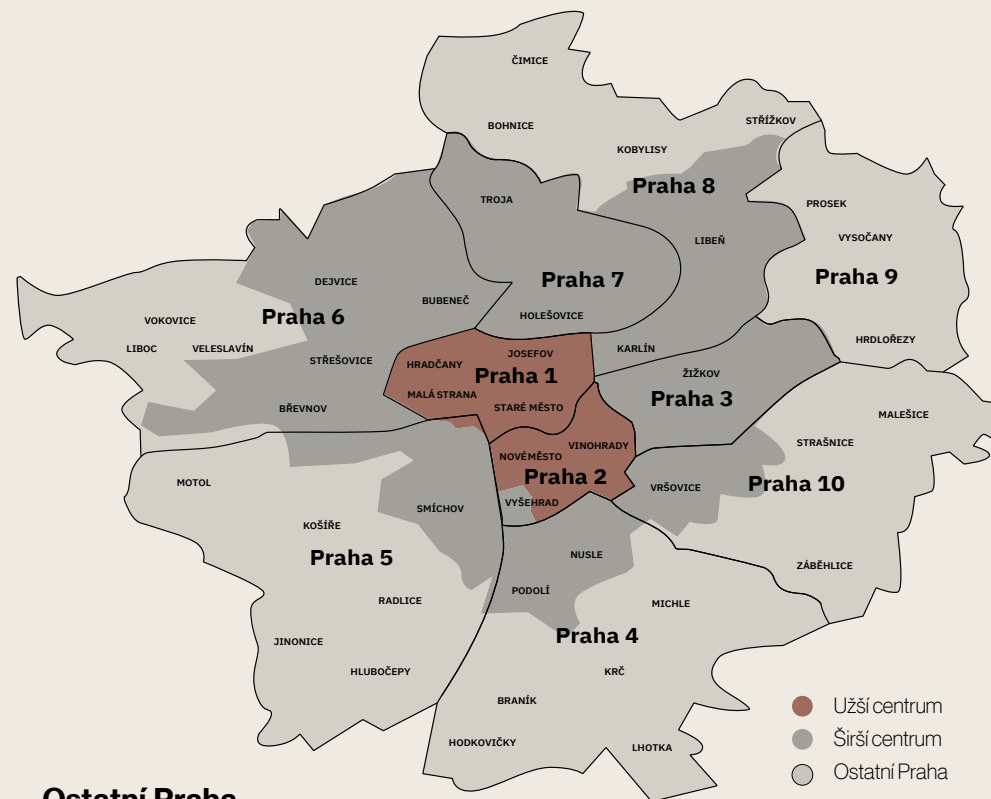 ČIMICE
STŘÍŽKOV
BOHNICE
KOBYLISY
Praha 8
TROJA
PROSEK
LIBEŇ
VYSOČANY
Praha 9
Praha 7
DEJVICE
BUBENEČ
HOLEŠOVICE
Praha 6
VOKOVICE
LIBOC
VELESLAVÍN
STŘEŠOVICE
HRDLOŘEZY
KARLÍN
JOSEFOV
HRADČANY
Praha 1
ŽIŽKOV
MALÁ STRANA
Praha 3
STARÉ MĚSTO
BŘEVNOV
MALEŠICE
STRAŠNICE
VINOHRADY
NOVÉ MĚSTO
Praha 2
MOTOL
VRŠOVICE
Praha 10
VYŠEHRAD
SMÍCHOV
KOŠÍŘE
Praha 5
NUSLE
ZÁBĚHLICE
PODOLÍ
RADLICE
MICHLE
Praha 4
JINONICE
HLUBOČEPY
KRČ
BRANÍK
HODKOVIČKY
LHOTKA
Užší centrum
Širší centrum
Ostatní Praha
Ostatní Praha